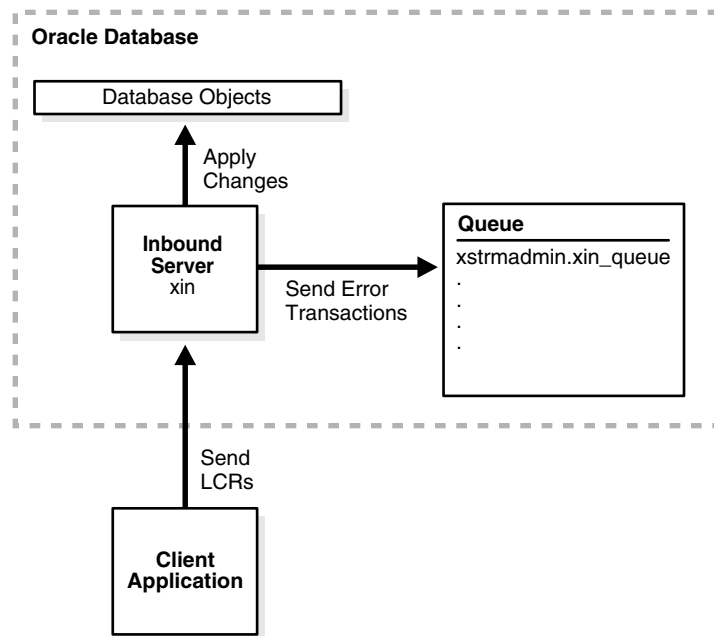 Oracle Database
Database Objects
Apply
Changes
Inbound
Server
xin
Send Error
Transactions
Queue
xstrmadmin.xin_queue
.
.
.
.
Send
LCRs
Client
Application